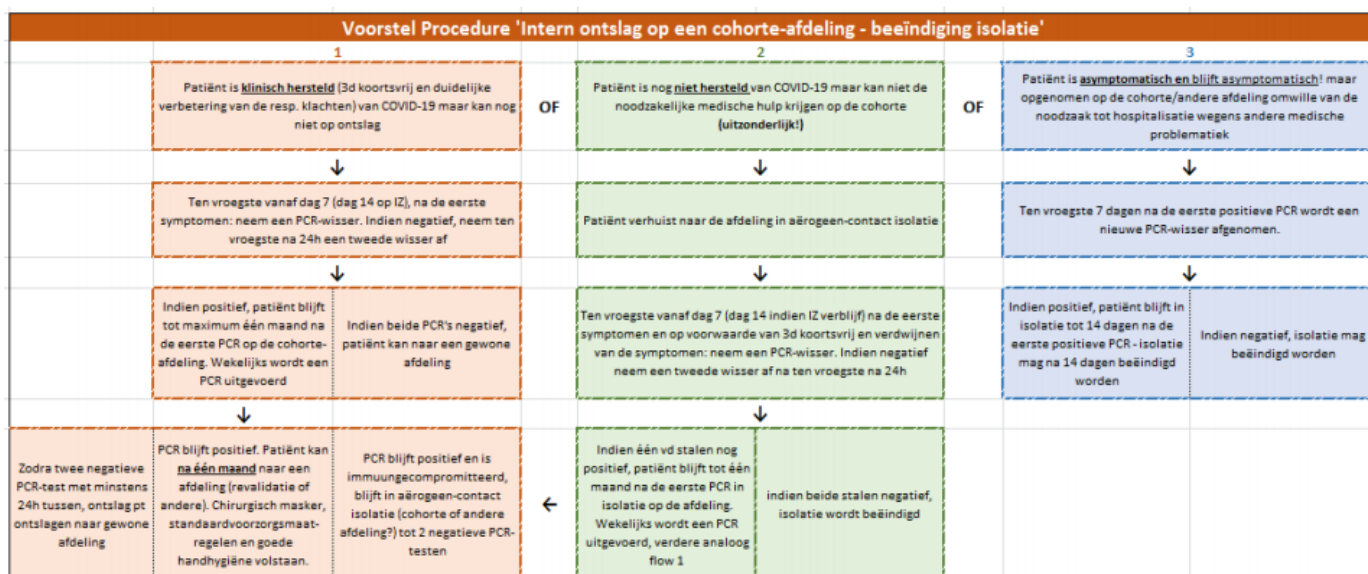 Voorstel Procedure 'Intern ontslag op een cohorte-afdeling - beeïndiging isolatie'
1
Patiënt is klinisch hersteld (3d koortsvrij en duidelijke
verbetering van de resp. klachten) van COVID-19 maar kan nog
niet op ontslag
OF
2
Patiënt is nog niet hersteld van COVID-19 maar kan niet de
noodzakelijke medische hulp krijgen op de cohorte
(uitzonderlijk!)
OF
3
Patiënt is asymptomatisch en blijft asymptomatisch! maar
opgenomen op de cohorte/andere afdeling omwille van de
noodzaak tot hospitalisatie wegens andere medische
problematiek
↓
↓
↓
Ten vroegste vanaf dag 7 (dag 14 op IZ), na de eerste
symptomen: neem een PCR-wisser. Indien negatief, neem ten
vroegste na 24h een tweede wisser af
Patiënt verhuist naar de afdeling in aërogeen-contact isolatie
Ten vroegste 7 dagen na de eerste positieve PCR wordt een
nieuwe PCR-wisser afgenomen.
↓
↓
↓
Indien positief, patiënt blijft
tot maximum één maand na
de eerste PCR op de cohorte-
afdeling. Wekelijks wordt een
PCR uitgevoerd
Indien beide PCR's negatief,
patiënt kan naar een gewone
afdeling
Ten vroegste vanaf dag 7 (dag 14 indien IZ verblijf) na de eerste
symptomen en op voorwaarde van 3d koortsvrij en verdwijnen
van de symptomen: neem een PCR-wisser. Indien negatief
neem een tweede wisser af na ten vroegste na 24h
Indien positief, patiënt blijft in
isolatie tot 14 dagen na de
eerste positieve PCR - isolatie
mag na 14 dagen beëindigd
worden
Indien negatief, isolatie mag
beëindigd worden
↓
↓
Zodra twee negatieve
PCR-test met minstens
24h tussen, ontslag pt
ontslagen naar gewone
afdeling
PCR blijft positief. Patiënt kan
na één maand naar een
afdeling (revalidatie of
andere). Chirurgisch masker,
standaardvoorzorgsmaat-
regelen en goede
handhygiëne volstaan.
PCR blijft positief en is
immuungecompromitteerd,
blijft in aërogeen-contact
isolatie (cohorte of andere
afdeling?) tot 2 negatieve PCR-
testen
←
Indien één vd stalen nog
positief, patiënt blijft tot één
maand na de eerste PCR in
isolatie op de afdeling.
Wekelijks wordt een PCR
uitgevoerd, verdere analoog
flow 1
indien beide stalen negatief,
isolatie wordt beëindigd